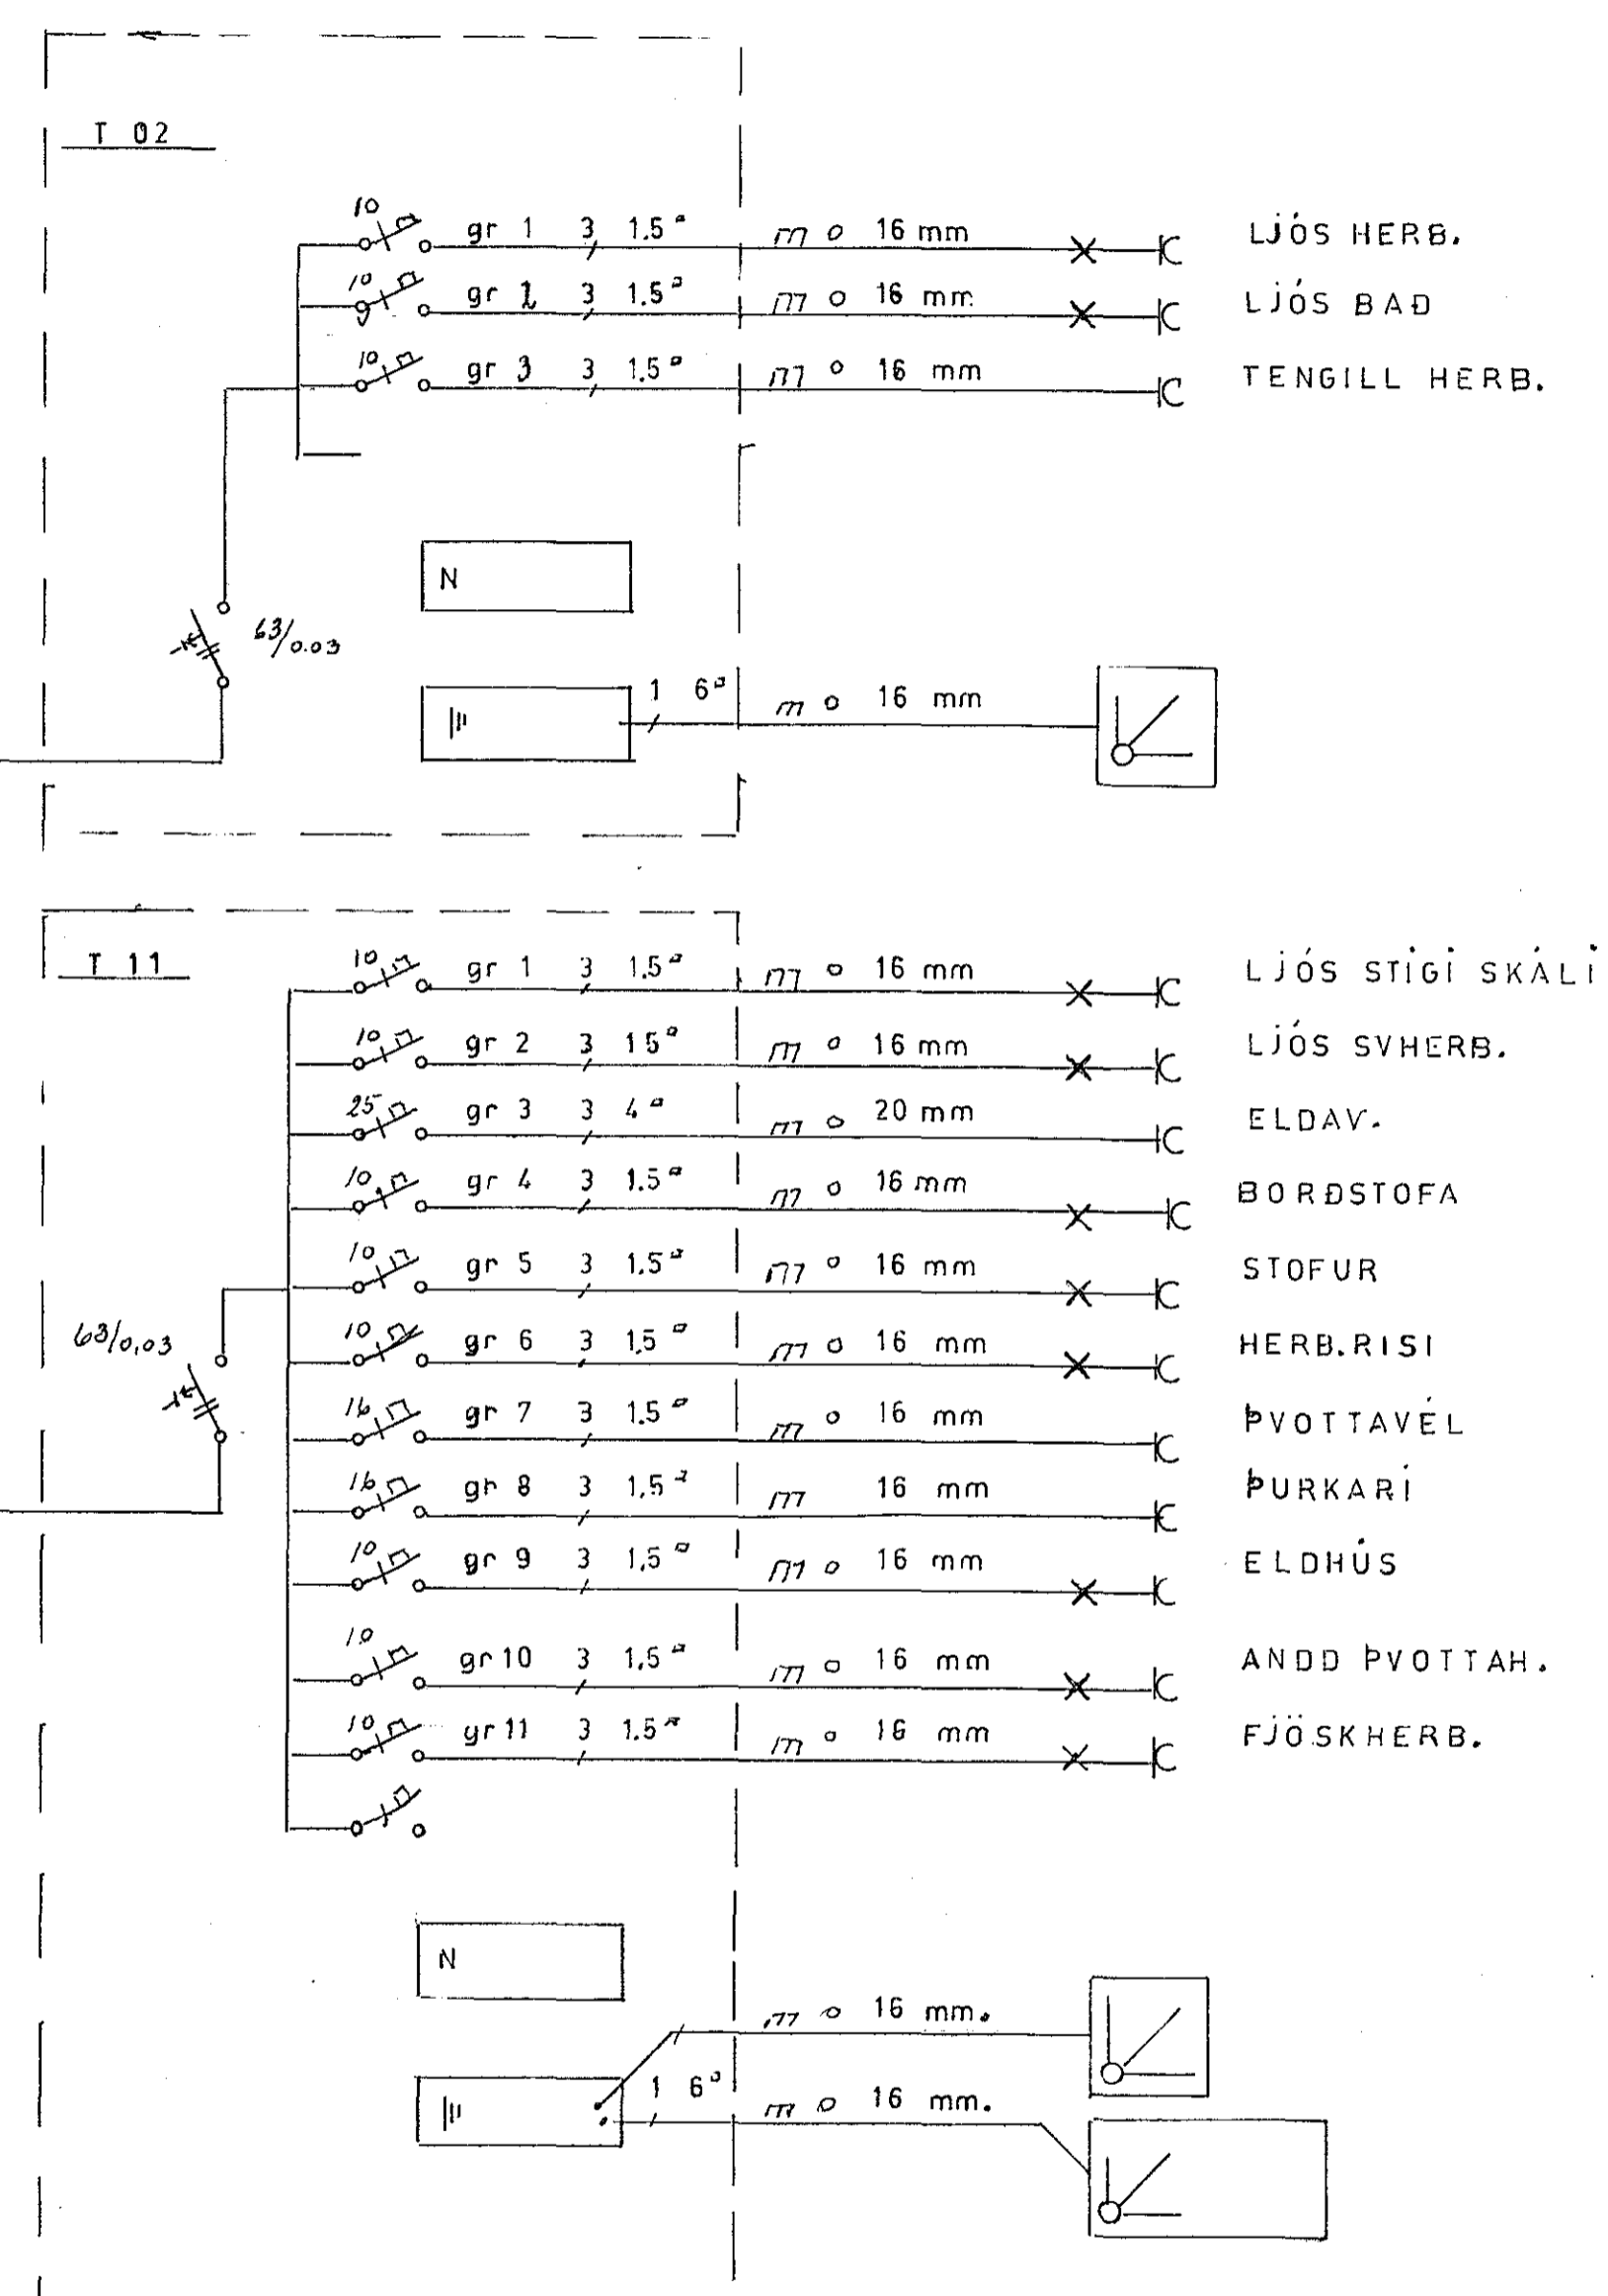 T 02
10 gr 1 3 1.5▫ m o 16 mm LJÓS HERB.
10 gr 2 3 1.5▫ m o 16 mm LJÓS BAÐ
10 gr 3 3 1.5▫ m o 16 mm TENGILL HERB.
N
63/0.03
1 6▫ m o 16 mm
T 11
10 gr 1 3 1.5▫ m o 16 mm LJÓS STIGI SKÁLI
10 gr 2 3 15▫ m o 16 mm LJÓS SVHERB.
25 gr 3 3 4▫ m o 20 mm ELDAV.
10 gr 4 3 1.5▫ m o 16 mm BORÐSTOFA
10 gr 5 3 1.5▫ m o 16 mm STOFUR
63/0,03
10 gr 6 3 1,5▫ m o 16 mm HERB.RISI
16 gr 7 3 1.5▫ m o 16 mm ÞVOTTAVÉL
16 gr 8 3 1,5▫ m 16 mm ÞURKARI
10 gr 9 3 1,5▫ m o 16 mm ELDHÚS
10 gr 10 3 1,5▫ m o 16 mm ANDD ÞVOTTAH.
10 gr 11 3 1.5▫ m o 16 mm FJÖSKHERB.
N
m o 16 mm.
1 6▫ m o 16 mm.